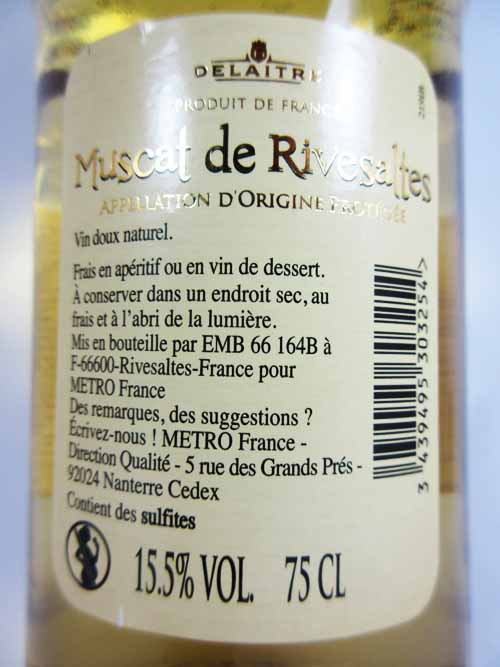 DELAITRE
PRODUIT DE FRANCE
Muscat de Rivesaltes
APPELLATION D'ORIGINE PROTÉGÉE
Vin doux naturel.
Frais en apéritif ou en vin de dessert.
À conserver dans un endroit sec, au
frais et à l'abri de la lumière.
Mis en bouteille par EMB 66 164B à
F-66600-Rivesaltes-France pour
METRO France
Des remarques, des suggestions ?
Écrivez-nous ! METRO France -
Direction Qualité - 5 rue des Grands Prés -
92024 Nanterre Cedex
Contient des sulfites
15.5% VOL. 75 CL
3 439495 303254 >